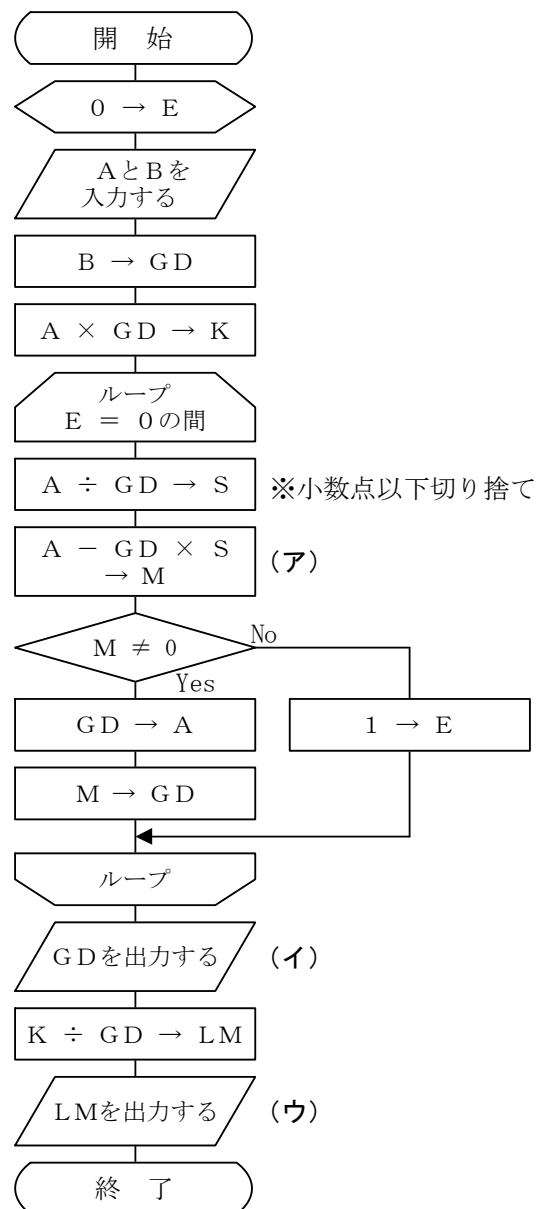 開　始
０ → Ｅ
ＡとＢを
入力する
Ｂ → ＧＤ
Ａ × ＧＤ → Ｋ
ループ
Ｅ ＝ ０の間
Ａ ÷ ＧＤ → Ｓ ※小数点以下切り捨て
Ａ － ＧＤ × Ｓ
→ Ｍ
(ア)
Ｍ ≠ ０
No
Yes
ＧＤ → Ａ
１ → Ｅ
Ｍ → ＧＤ
ループ
ＧＤを出力する (イ)
Ｋ ÷ ＧＤ → ＬＭ
ＬＭを出力する (ウ)
終　了